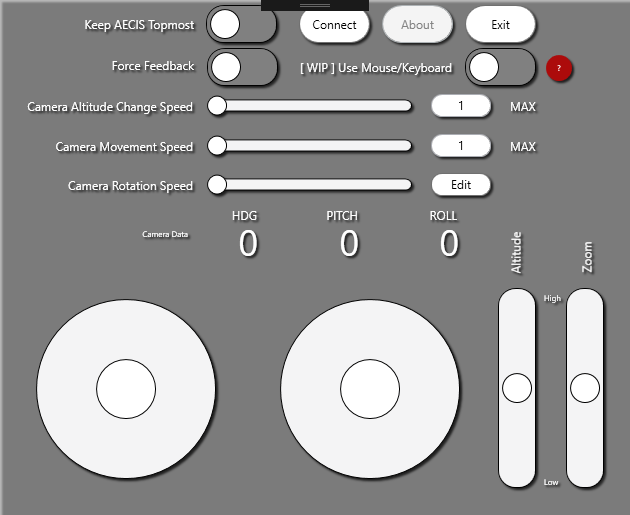 Keep AECIS Topmost
Connect
About
Exit
Force Feedback
[ WIP ] Use Mouse/Keyboard
?
Camera Altitude Change Speed
1
MAX
Camera Movement Speed
1
MAX
Camera Rotation Speed
Edit
HDG
PITCH
ROLL
Camera Data
0
0
0
Altitude
Zoom
High
Low